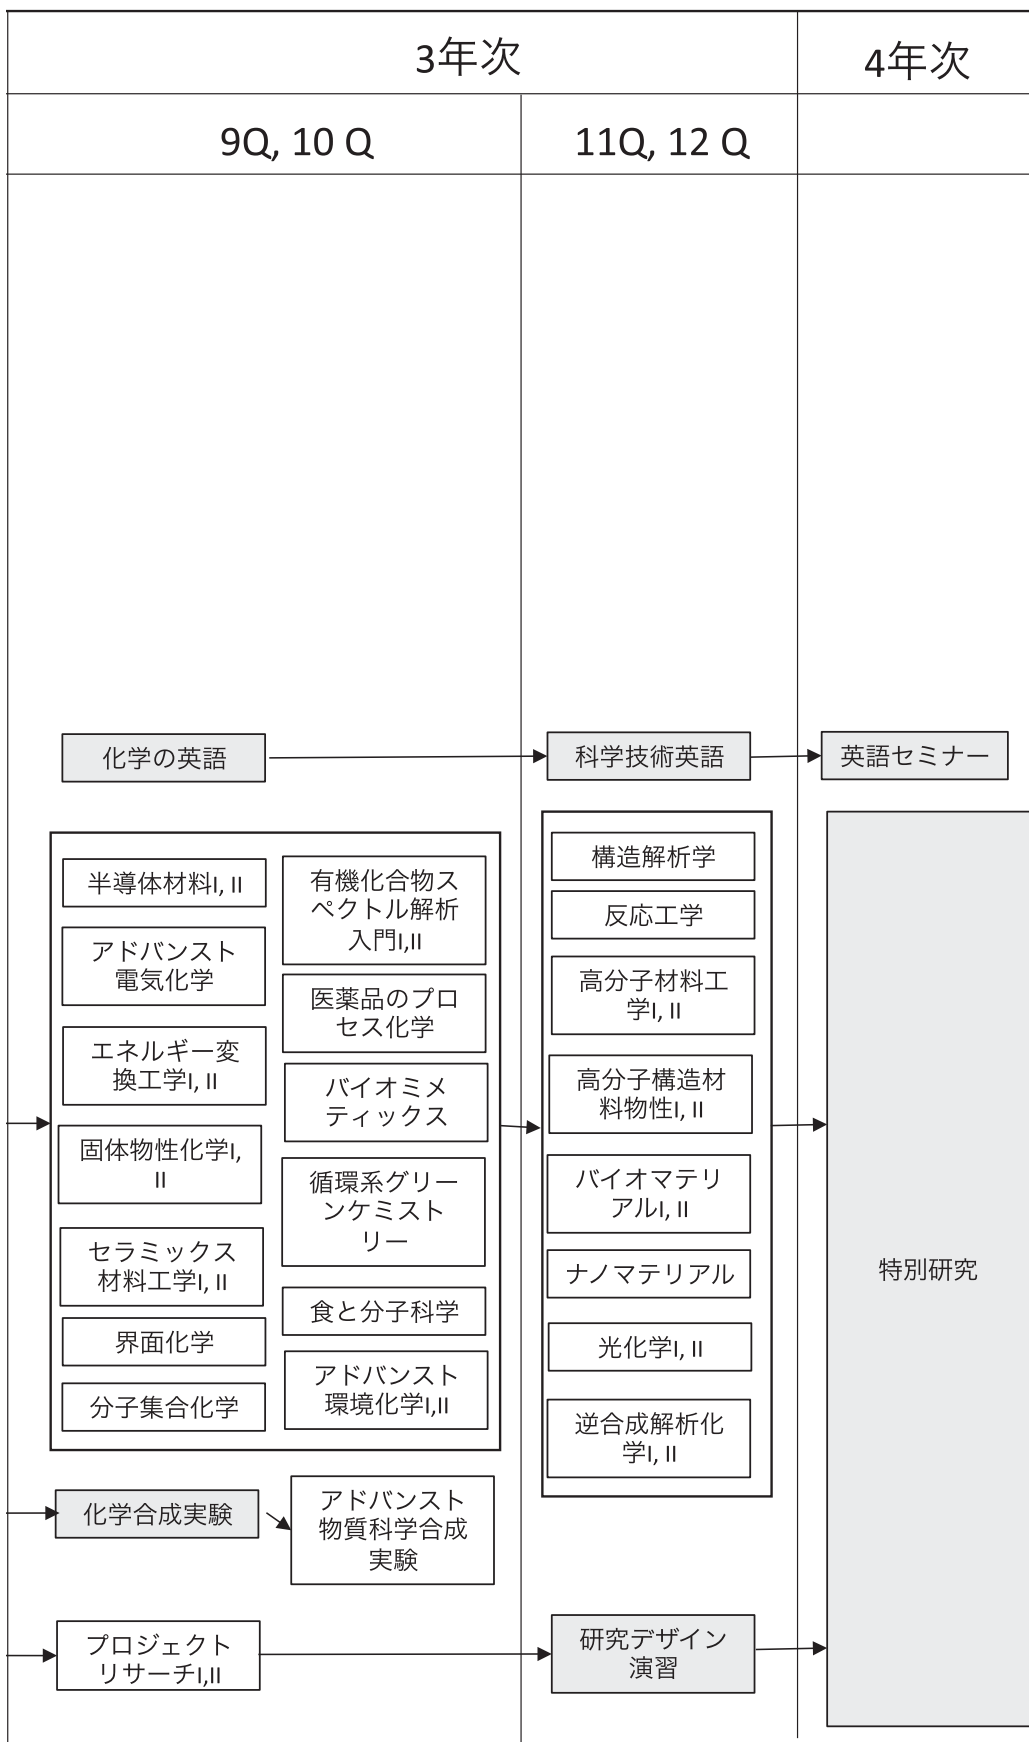 3年次
4年次
9Q, 10 Q
11Q, 12 Q
化学の英語
科学技術英語
英語セミナー
半導体材料I, II
アドバンスト
電気化学
エネルギー変
換工学I, II
固体物性化学I,
II
セラミックス
材料工学I, II
界面化学
分子集合化学
有機化合物ス
ペクトル解析
入門I,II
医薬品のプロ
セス化学
バイオミメ
ティックス
循環系グリー
ンケミスト
リー
食と分子科学
アドバンスト
環境化学I,II
構造解析学
反応工学
高分子材料工
学I, II
高分子構造材
料物性I, II
バイオマテリ
アルI, II
ナノマテリアル
光化学I, II
逆合成解析化
学I, II
特別研究
化学合成実験
アドバンスト
物質科学合成
実験
プロジェクト
リサーチI,II
研究デザイン
演習